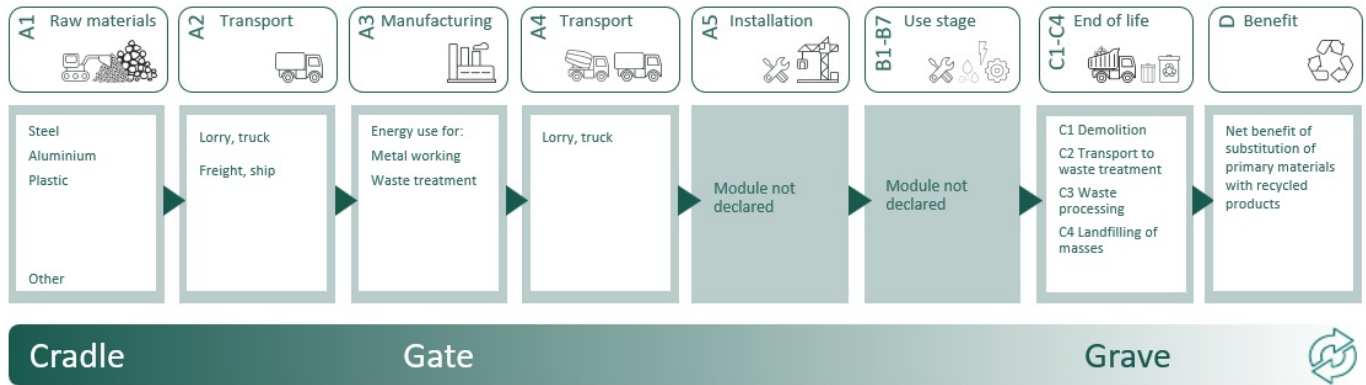 A1 Raw materials
A2 Transport
A3 Manufacturing
A4 Transport
A5 Installation
B1-B7 Use stage
C1-C4 End of life
D Benefit
Steel
Aluminium
Plastic
Other
Lorry, truck
Freight, ship
Energy use for:
Metal working
Waste treatment
Lorry, truck
Module not
declared
Module not
declared
C1 Demolition
C2 Transport to
waste treatment
C3 Waste
processing
C4 Landfilling of
masses
Net benefit of
substitution of
primary materials
with recycled
products
Cradle
Gate
Grave